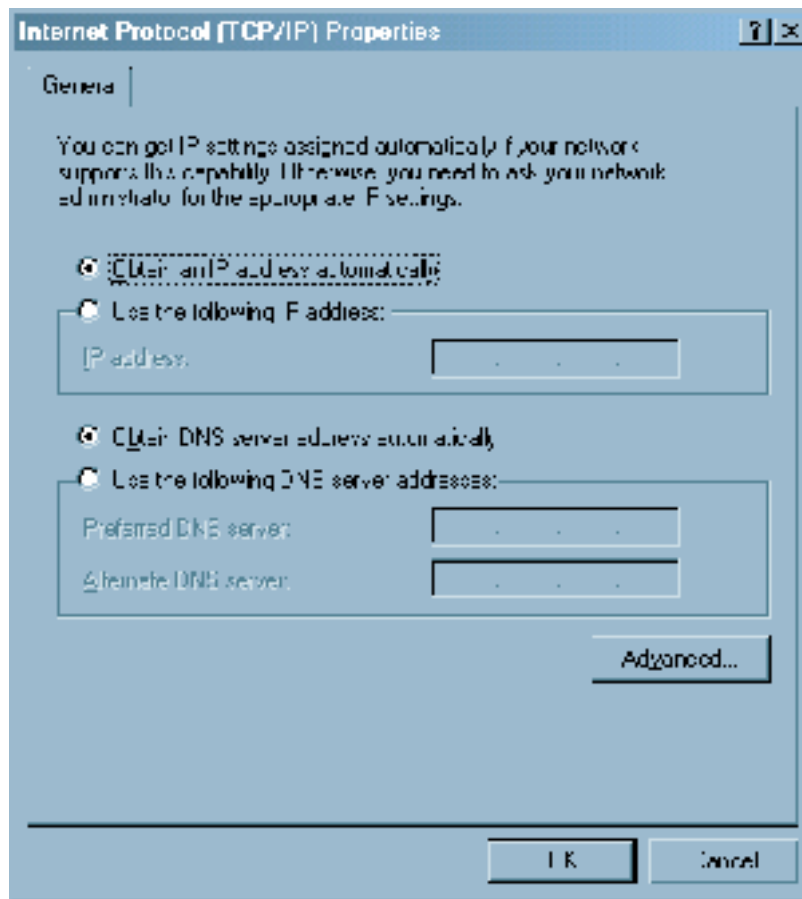 Internet Protocol (TCP/IP) Properties
General
You can get IP settings assigned automatically if your network
supports this capability. Otherwise, you need to ask your network
administrator for the appropriate IP settings.
Obtain an IP address automatically
Use the following IP address:
IP address:
Obtain DNS server address automatically
Use the following DNS server addresses:
Preferred DNS server:
Alternate DNS server:
Advanced...
OK
Cancel